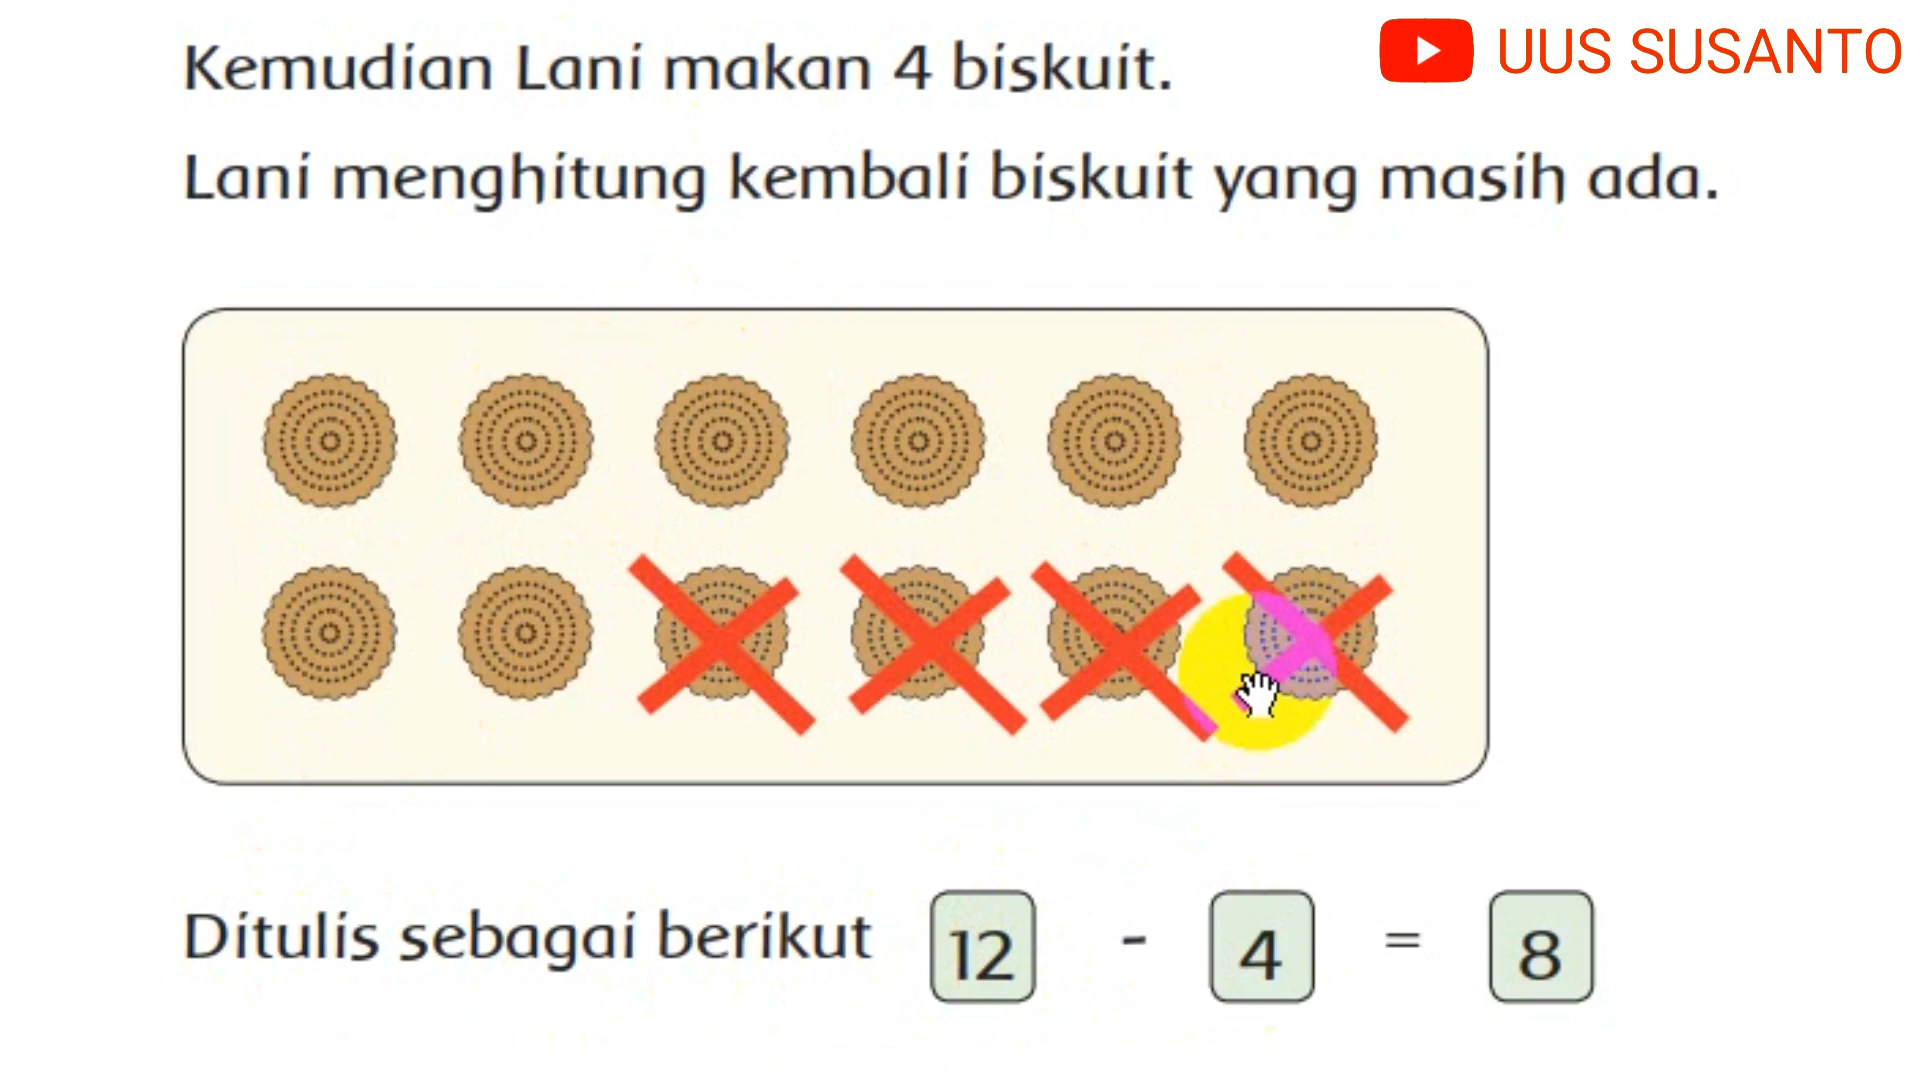 UUS SUSANTO
Kemudian Lani makan 4 biskuit.
Lani menghitung kembali biskuit yang masih ada.
Ditulis sebagai berikut 12 - 4 = 8